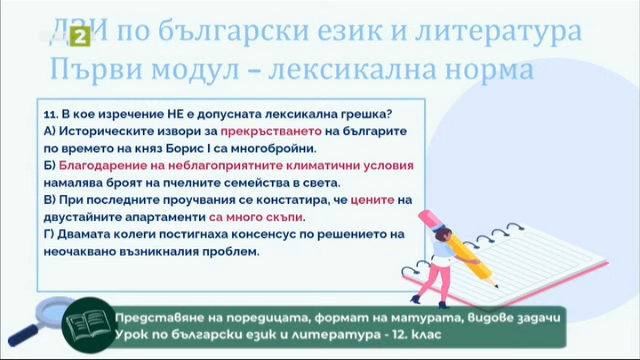 ДЗИ по български език и литература
2
Първи модул – лексикална норма
11. В кое изречение НЕ е допусната лексикална грешка?
А) Историческите извори за прекръстването на българите
по времето на княз Борис I са многобройни.
Б) Благодарение на неблагоприятните климатични условия
намалява броят на пчелните семейства в света.
В) При последните проучвания се констатира, че цените на
двустайните апартаменти са много скъпи.
Г) Двамата колеги постигнаха консенсус по решението на
неочаквано възникналия проблем.
Представяне на поредицата, формат на матурата, видове задачи
Урок по български език и литература - 12. клас